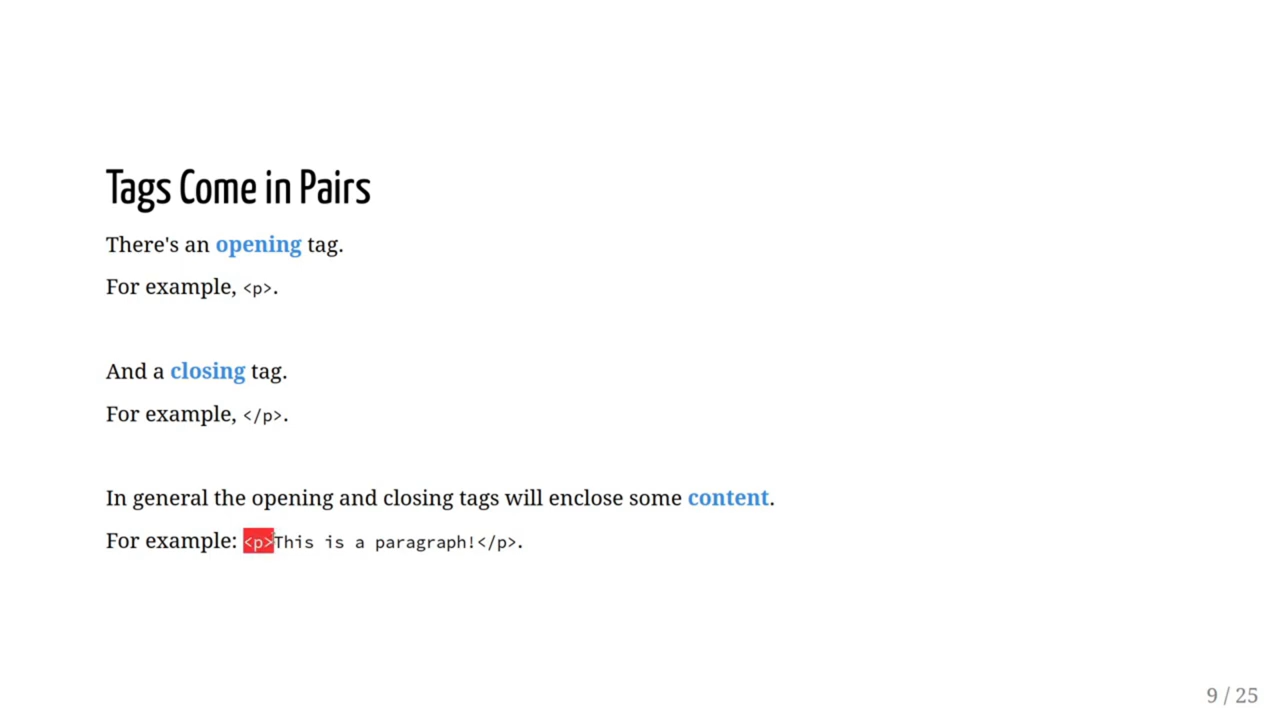 Tags Come in Pairs
There's an opening tag.
For example, <p>.
And a closing tag.
For example, </p>.
In general the opening and closing tags will enclose some content.
For example: <p>This is a paragraph!</p>.
9 / 25